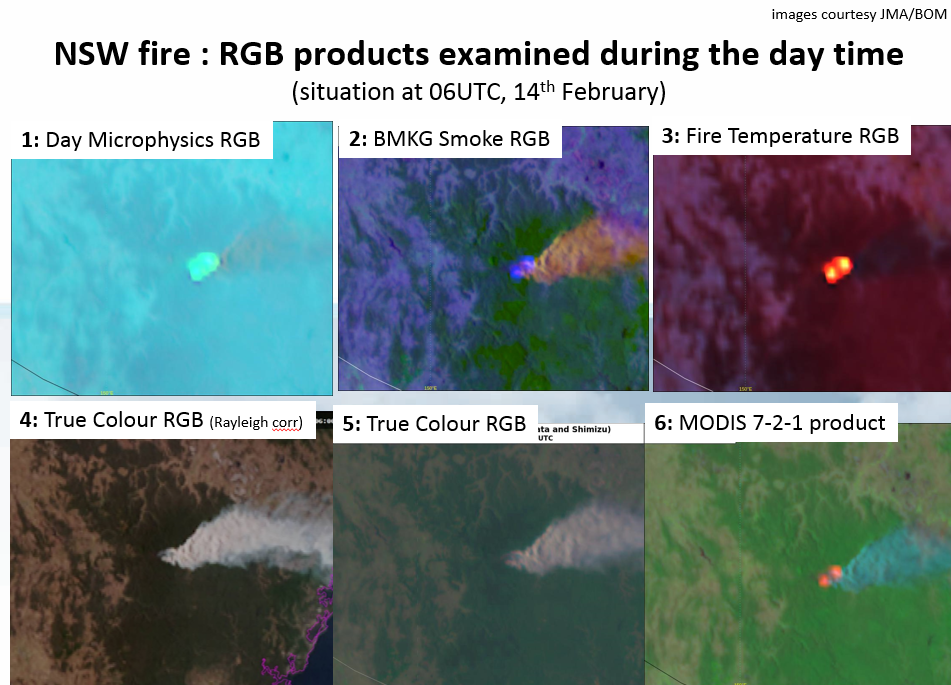 images courtesy JMA/BOM
NSW fire : RGB products examined during the day time
(situation at 06UTC, 14th February)
1: Day Microphysics RGB
2: BMKG Smoke RGB
3: Fire Temperature RGB
150°E
150°E
4: True Colour RGB (Rayleigh corr)
5: True Colour RGB
ata and Shimizu)
UTC
6: MODIS 7-2-1 product